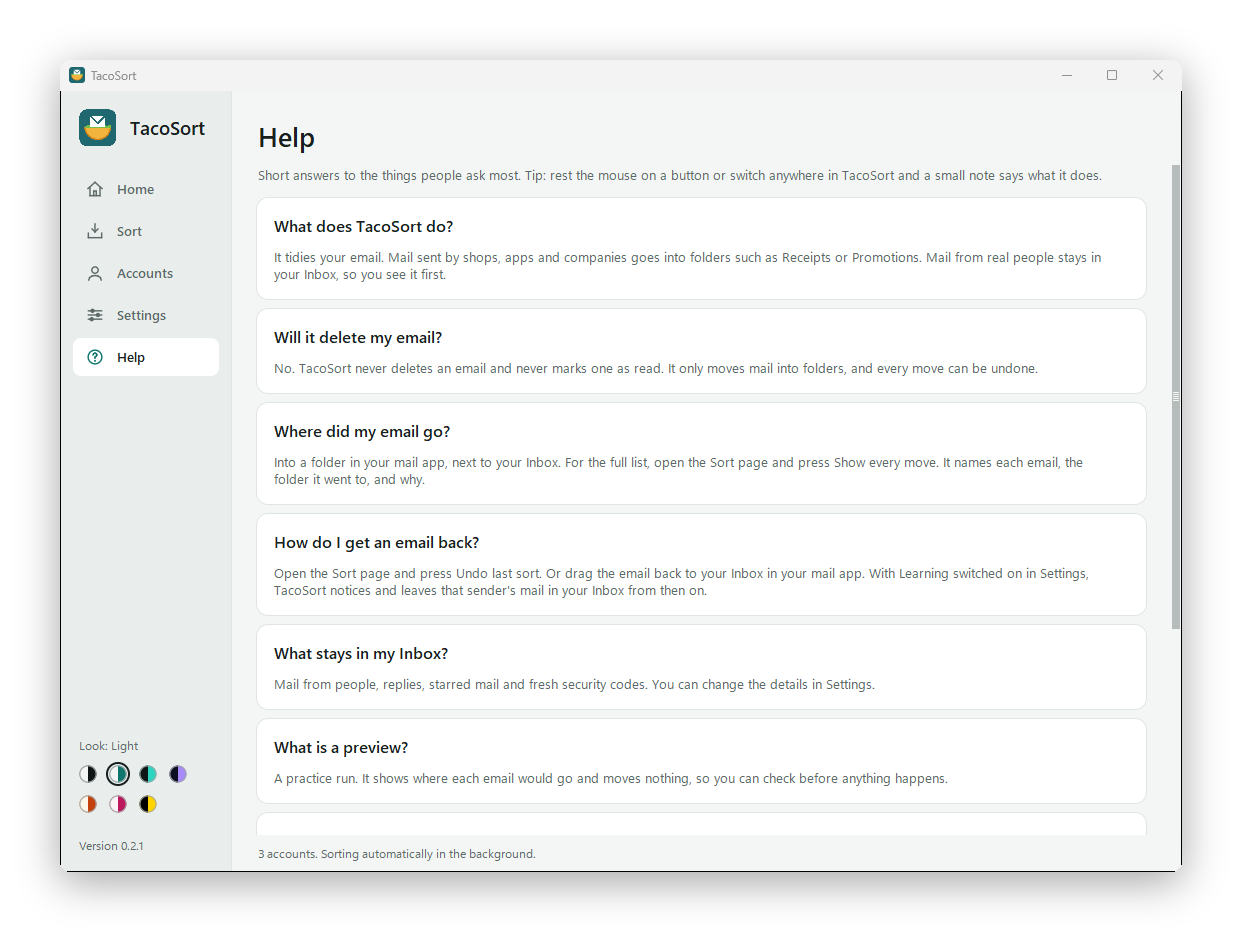 TacoSort
TacoSort
Home
Sort
Accounts
Settings
Help
Look: Light
Version 0.2.1
Help
Short answers to the things people ask most. Tip: rest the mouse on a button or switch anywhere in TacoSort and a small note says what it does.
What does TacoSort do?
It tidies your email. Mail sent by shops, apps and companies goes into folders such as Receipts or Promotions. Mail from real people stays in
your Inbox, so you see it first.
Will it delete my email?
No. TacoSort never deletes an email and never marks one as read. It only moves mail into folders, and every move can be undone.
Where did my email go?
Into a folder in your mail app, next to your Inbox. For the full list, open the Sort page and press Show every move. It names each email, the
folder it went to, and why.
How do I get an email back?
Open the Sort page and press Undo last sort. Or drag the email back to your Inbox in your mail app. With Learning switched on in Settings,
TacoSort notices and leaves that sender's mail in your Inbox from then on.
What stays in my Inbox?
Mail from people, replies, starred mail and fresh security codes. You can change the details in Settings.
What is a preview?
A practice run. It shows where each email would go and moves nothing, so you can check before anything happens.
3 accounts. Sorting automatically in the background.